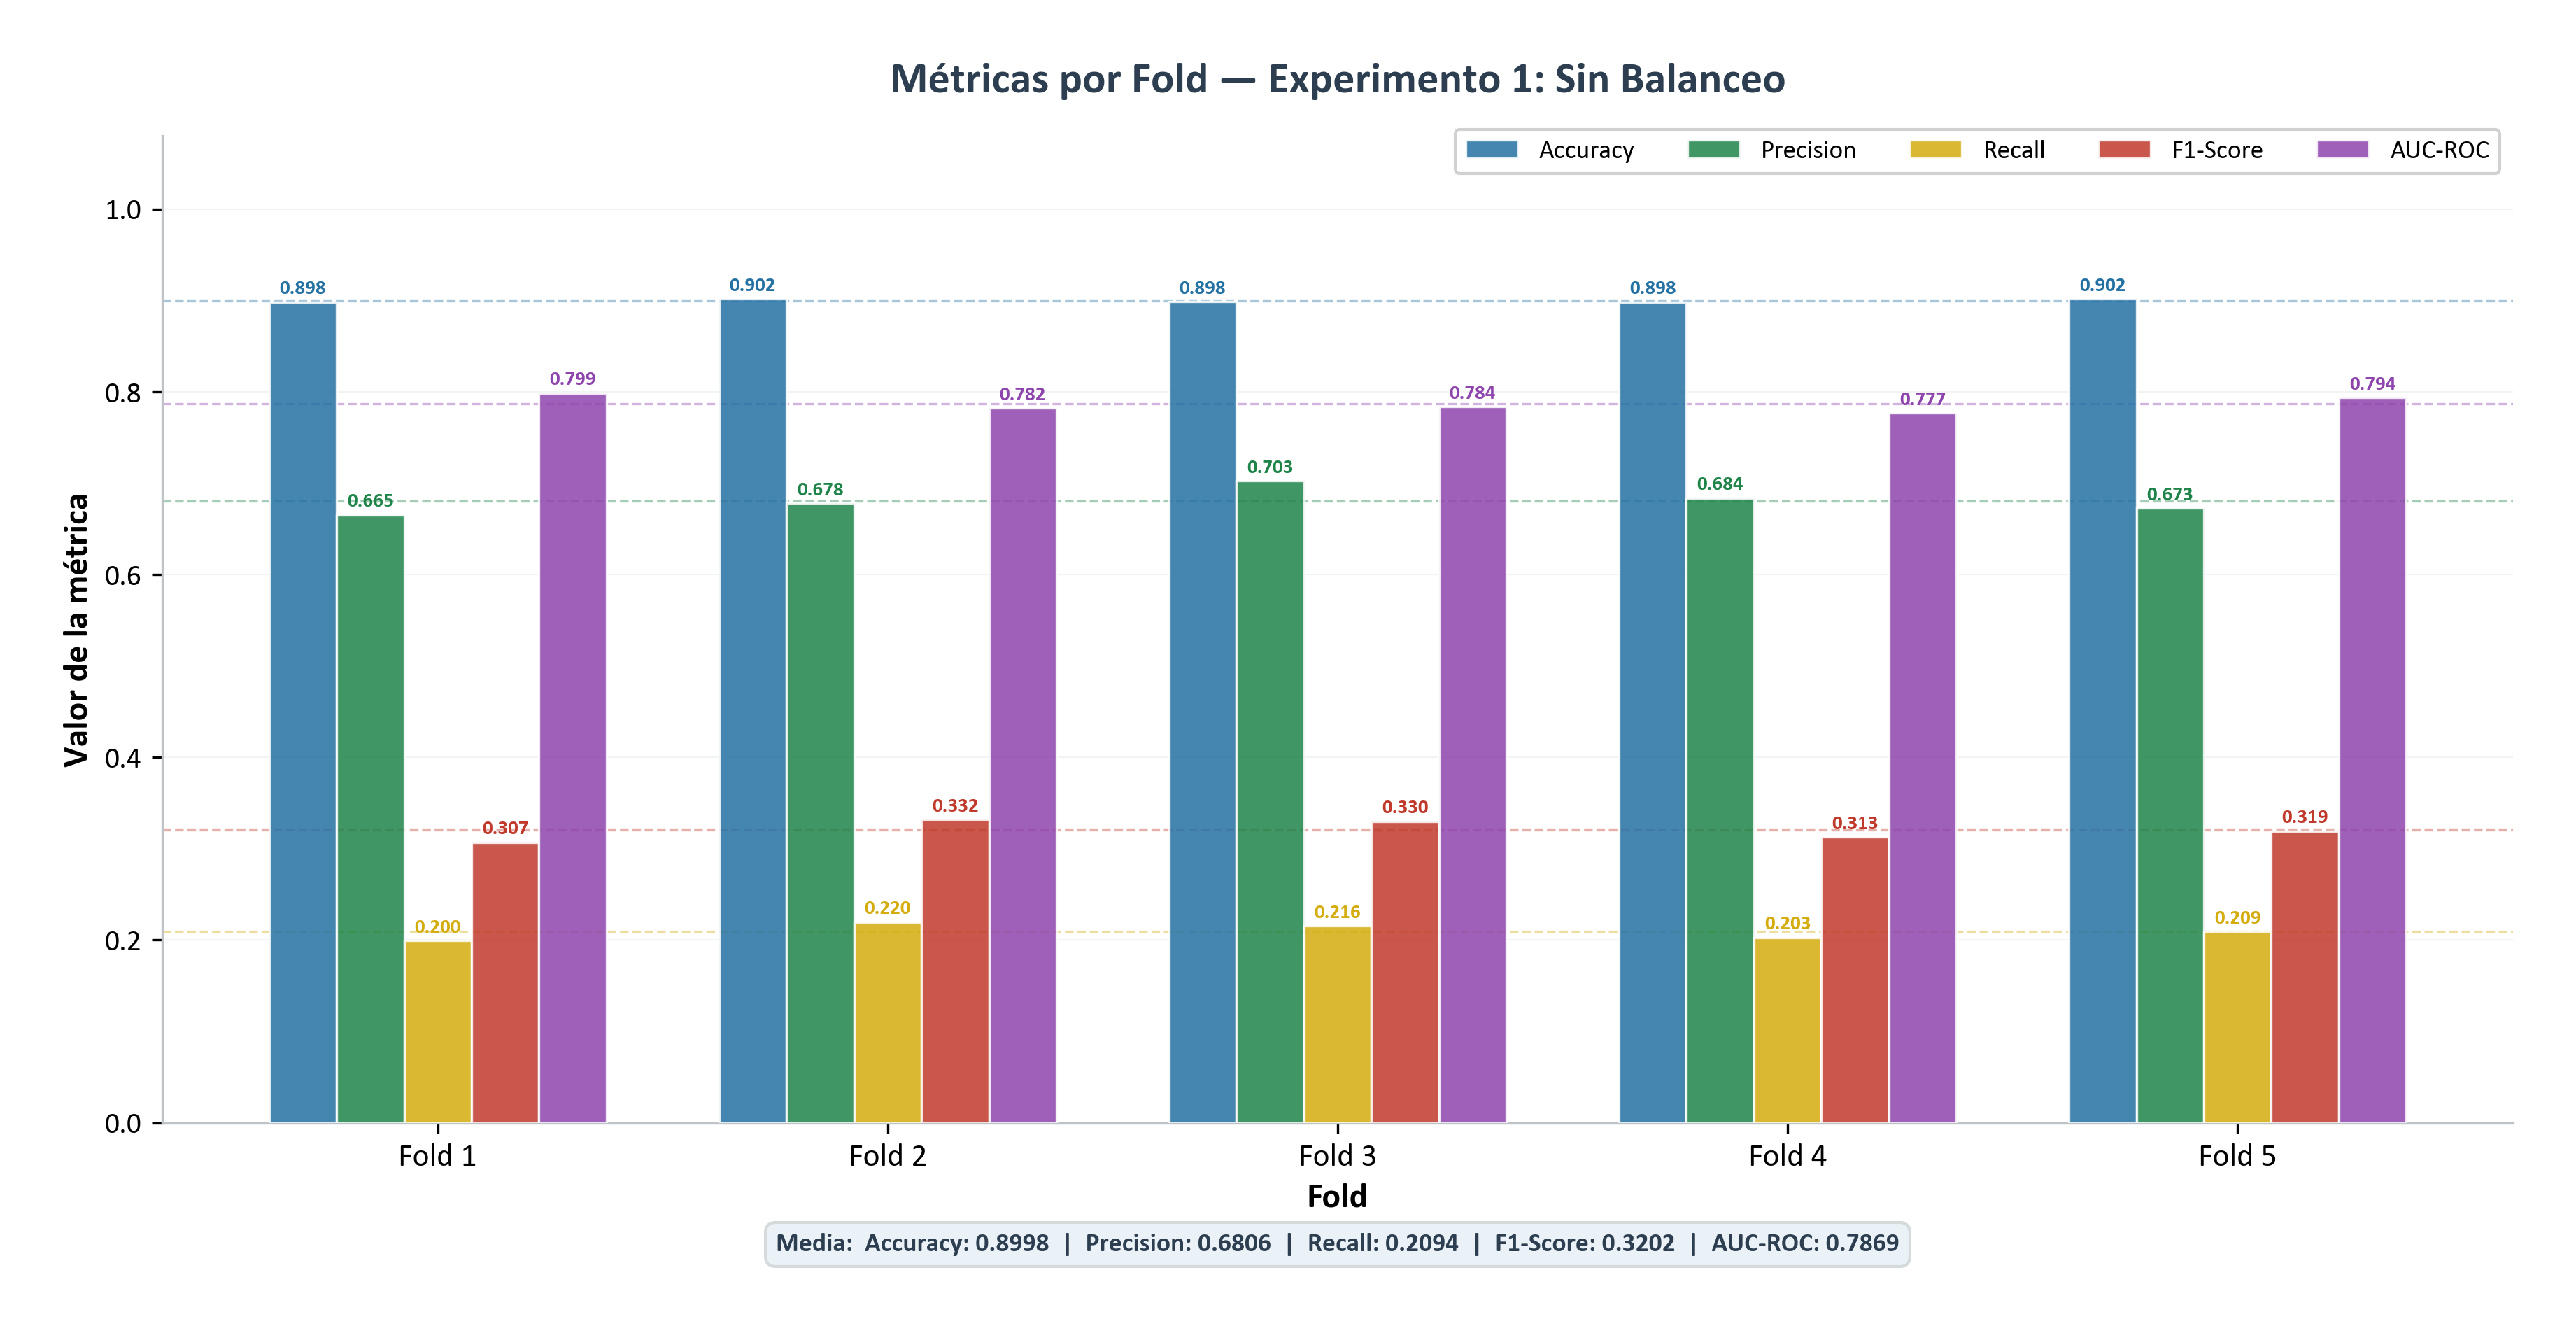 Métricas por Fold — Experimento 1: Sin Balanceo
Accuracy Precision Recall F1-Score AUC-ROC
Valor de la métrica
1.0
0.8
0.6
0.4
0.2
0.0
0.898 0.665 0.200 0.307 0.799
0.902 0.678 0.220 0.332 0.782
0.898 0.703 0.216 0.330 0.784
0.898 0.684 0.203 0.313 0.777
0.902 0.673 0.209 0.319 0.794
Fold 1 Fold 2 Fold 3 Fold 4 Fold 5
Fold
Media: Accuracy: 0.8998 | Precision: 0.6806 | Recall: 0.2094 | F1-Score: 0.3202 | AUC-ROC: 0.7869